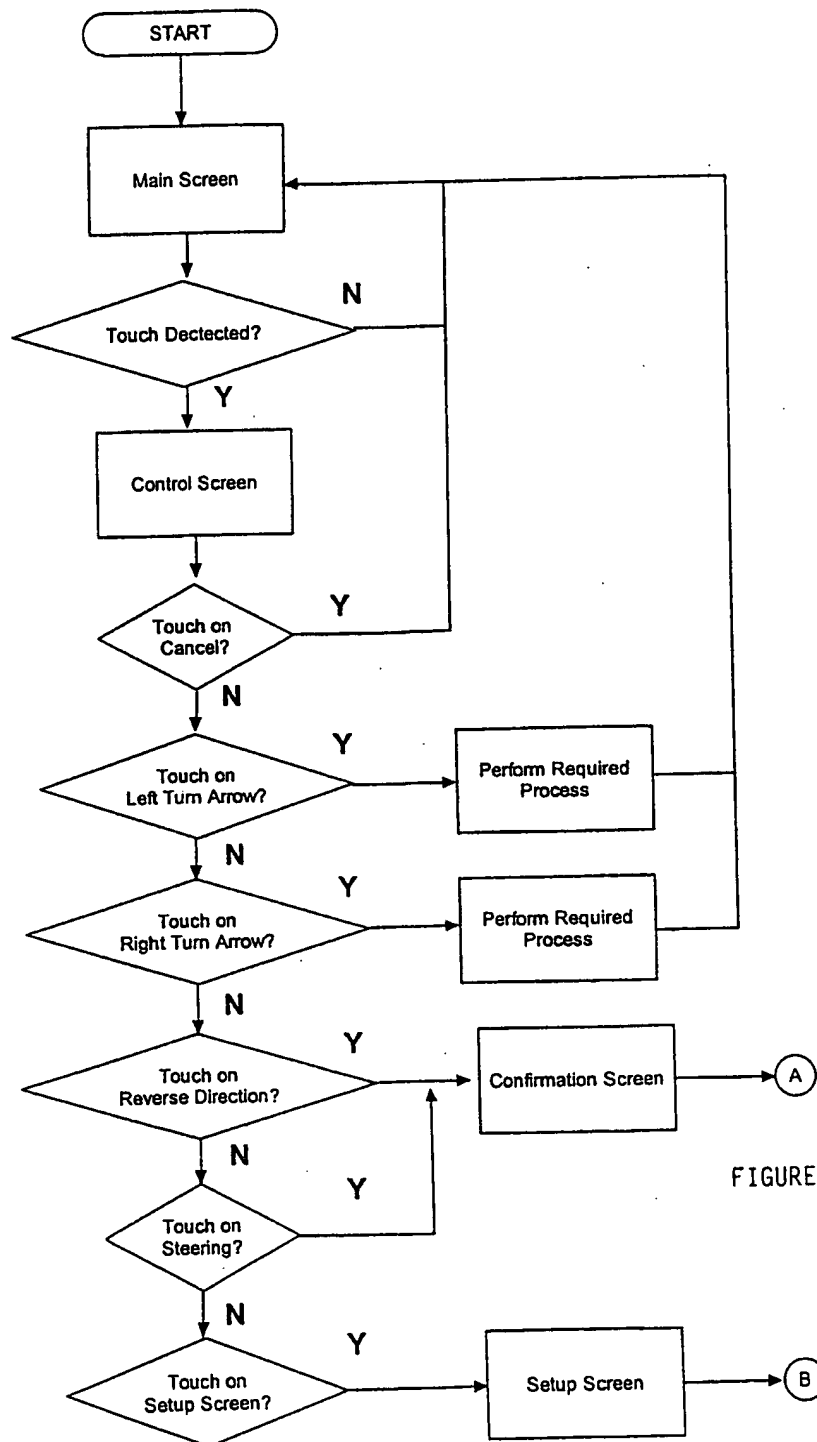 START
Main Screen
N
Touch Dectected?
Y
Control Screen
Y
Touch on
Cancel?
N
Y
Touch on
Left Turn Arrow?
Perform Required
Process
N
Y
Touch on
Right Turn Arrow?
Perform Required
Process
N
Y
Touch on
Reverse Direction?
Confirmation Screen
A
N
FIGURE
Y
Touch on
Steering?
N
Y
Touch on
Setup Screen?
Setup Screen
B